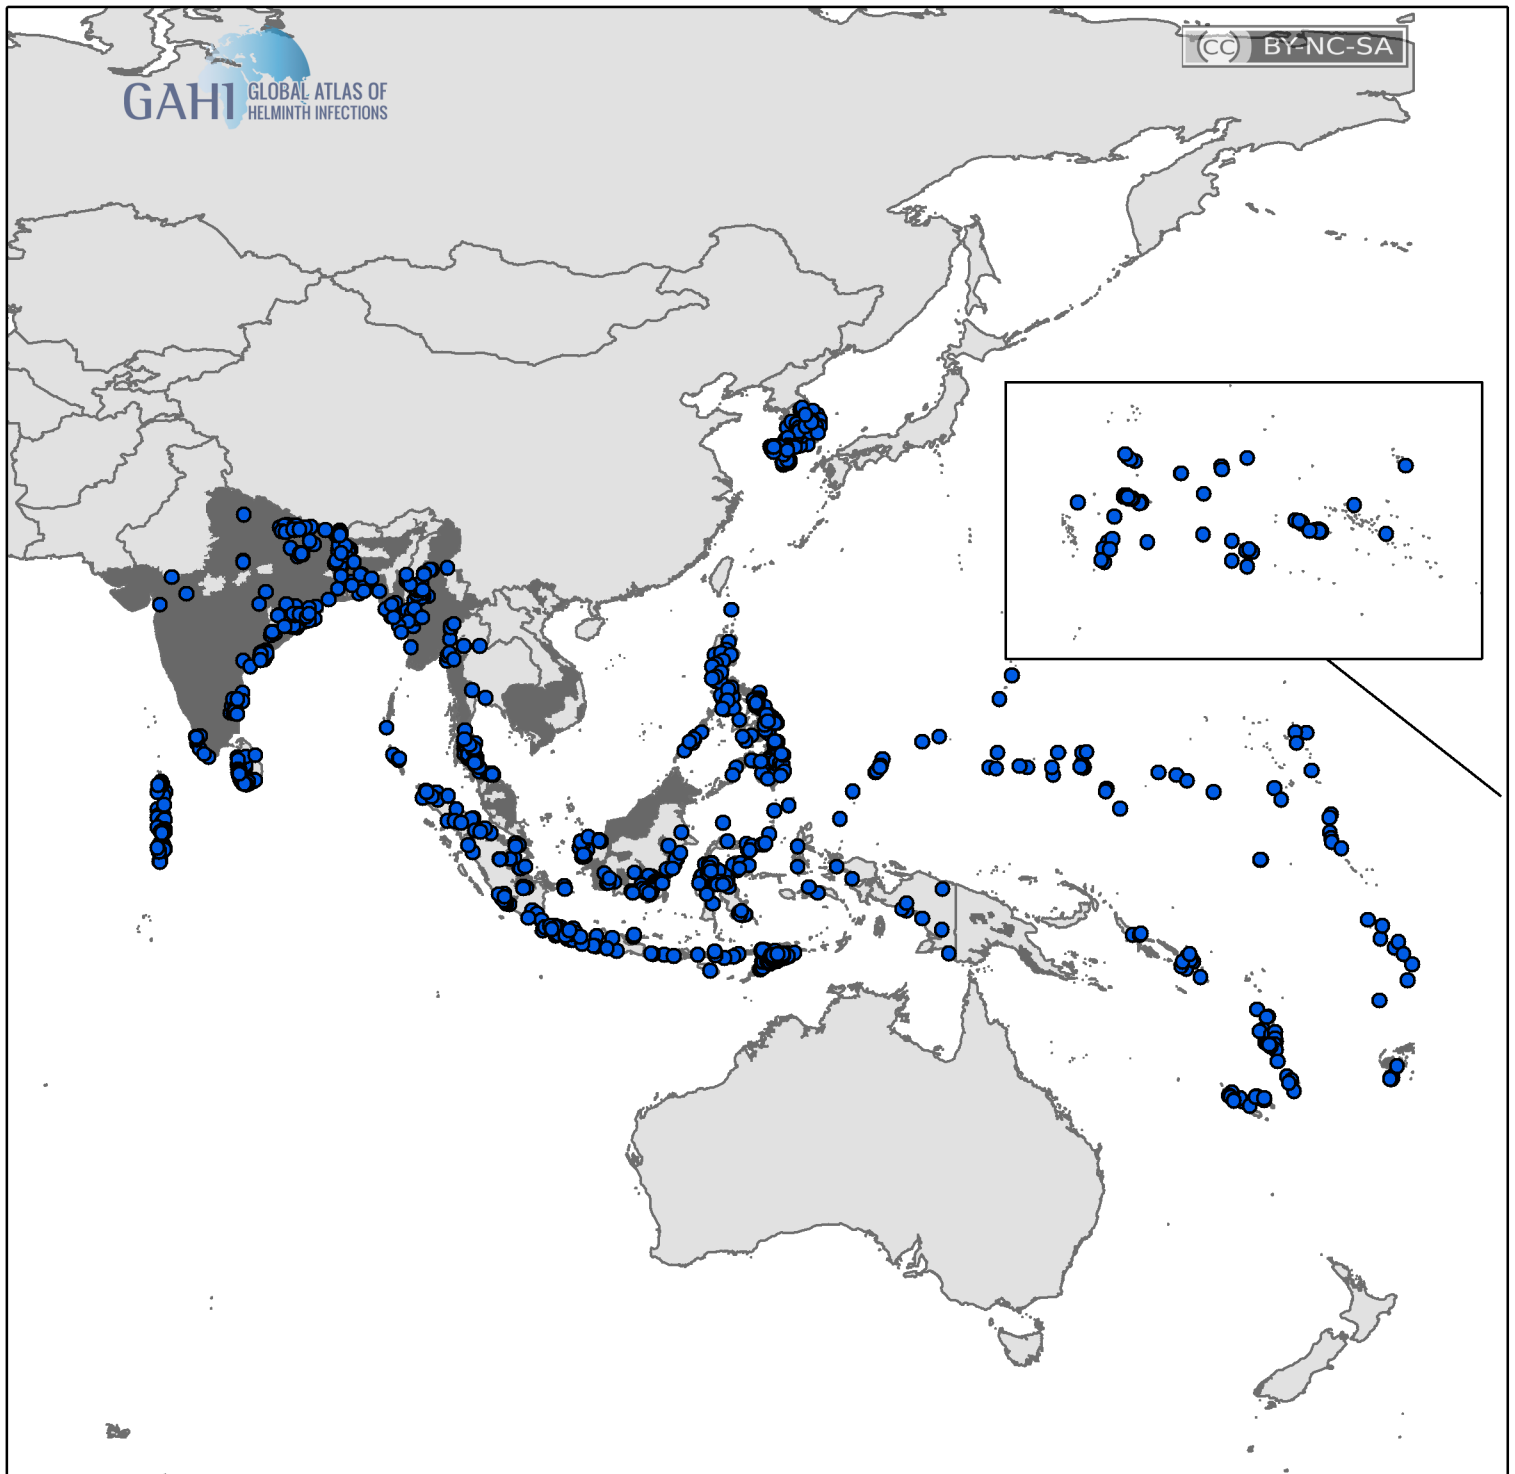 GAHI
GLOBAL ATLAS OF
HELMINTH INFECTIONS
CC BY-NC-SA